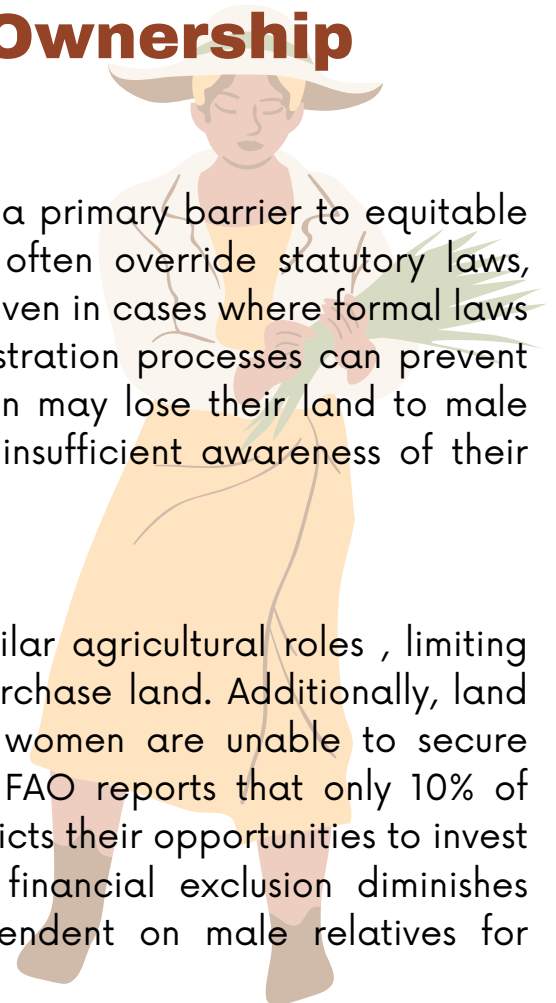 Ownership
a primary barrier to equitable
often override statutory laws,
ven in cases where formal laws
stration processes can prevent
n may lose their land to male
insufficient awareness of their
ilar agricultural roles , limiting
rchase land. Additionally, land
women are unable to secure
FAO reports that only 10% of
icts their opportunities to invest
financial exclusion diminishes
endent on male relatives for